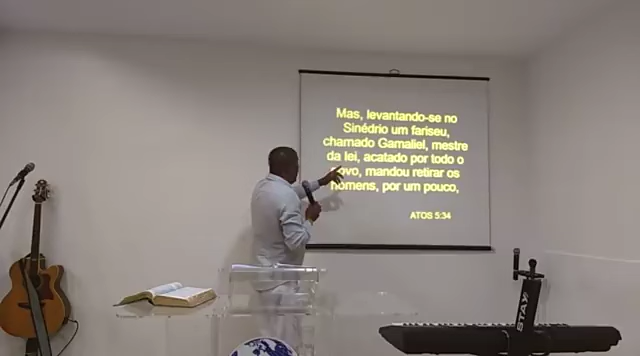 Mas, levantando-se no
Sinédrio um fariseu,
chamado Gamaliel, mestre
da lei, acatado por todo o
povo, mandou retirar os
homens, por um pouco,
ATOS 5:34
STAY